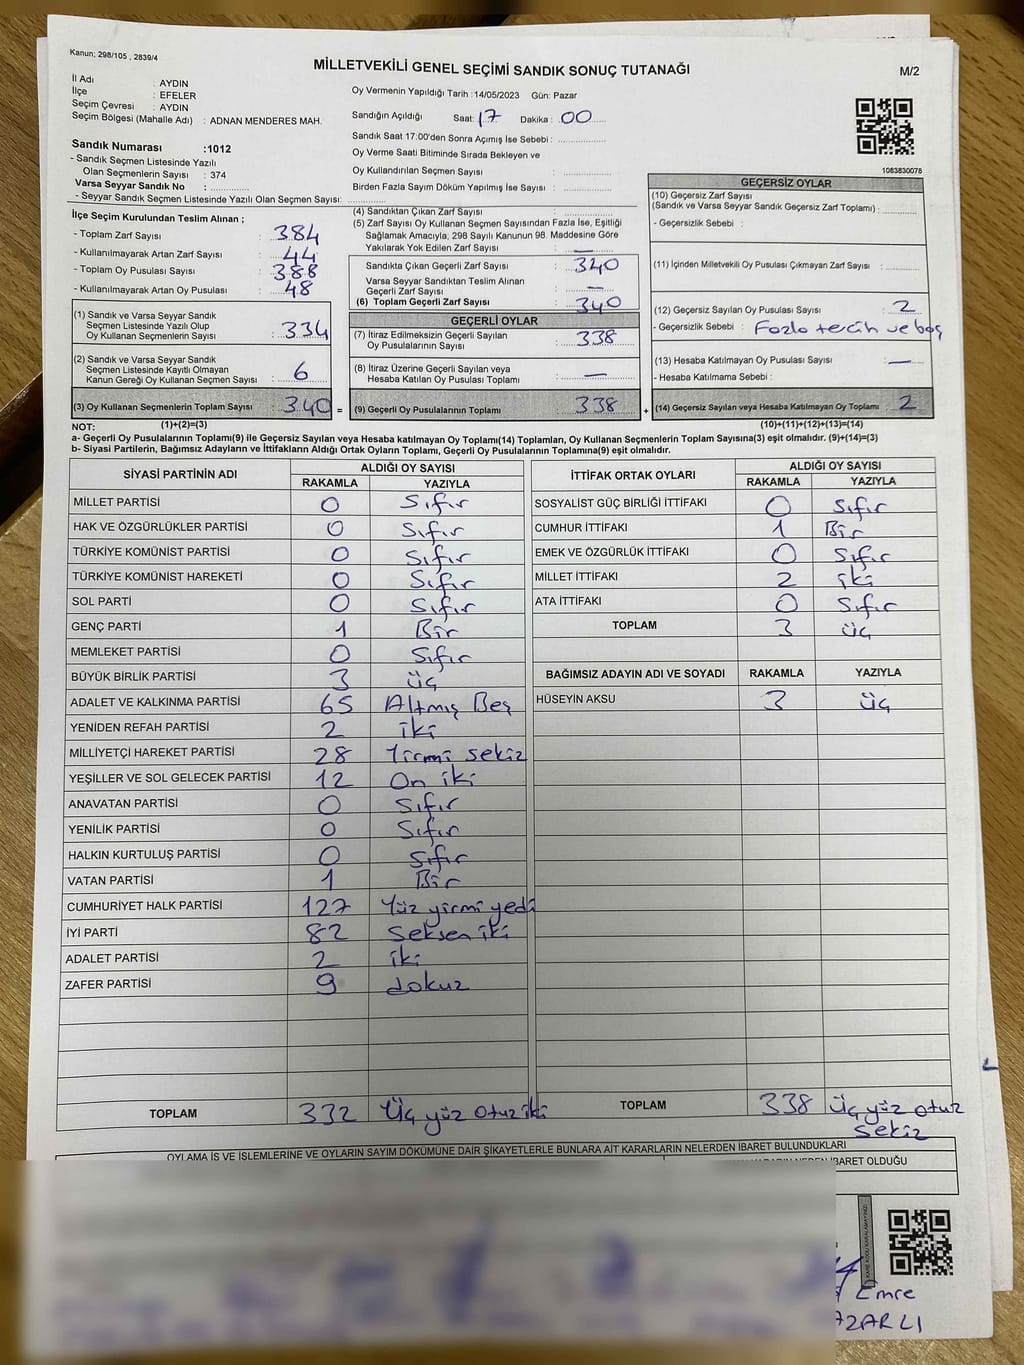 Kanun; 298/105 , 2839/4
MİLLETVEKİLİ GENEL SEÇİMİ SANDIK SONUÇ TUTANAĞI
M/2
İl Adı : AYDIN
İlçe : EFELER
Seçim Çevresi : AYDIN
Seçim Bölgesi (Mahalle Adı) : ADNAN MENDERES MAH.
Sandık Numarası :1012
- Sandık Seçmen Listesinde Yazılı
Olan Seçmenlerin Sayısı : 374
Varsa Seyyar Sandık No :
- Seyyar Sandık Seçmen Listesinde Yazılı Olan Seçmen Sayısı:
Oy Vermenin Yapıldığı Tarih :14/05/2023 Gün: Pazar
Sandığın Açıldığı Saat: 17 Dakika : 00
Sandık Saat 17:00'den Sonra Açımış İse Sebebi :
Oy Verme Saati Bitiminde Sırada Bekleyen ve
Oy Kullandırılan Seçmen Sayısı :
Birden Fazla Sayım Döküm Yapılmış İse Sayısı :
1083830078
İlçe Seçim Kurulundan Teslim Alınan ;
- Toplam Zarf Sayısı : 384
- Kullanılmayarak Artan Zarf Sayısı : 44
- Toplam Oy Pusulası Sayısı : 388
- Kullanılmayarak Artan Oy Pusulası : 48
(1) Sandık ve Varsa Seyyar Sandık
Seçmen Listesinde Yazılı Olup
Oy Kullanan Seçmenlerin Sayısı : 334
(2) Sandık ve Varsa Seyyar Sandık
Seçmen Listesinde Kayıtlı Olmayan
Kanun Gereği Oy Kullanan Seçmen Sayısı : 6
(3) Oy Kullanan Seçmenlerin Toplam Sayısı : 340 =
(4) Sandıktan Çıkan Zarf Sayısı :
(5) Zarf Sayısı Oy Kullanan Seçmen Sayısından Fazla İse, Eşitliği
Sağlamak Amacıyla; 298 Sayılı Kanunun 98. Maddesine Göre
Yakılarak Yok Edilen Zarf Sayısı : —
Sandıkta Çıkan Geçerli Zarf Sayısı : 340
Varsa Seyyar Sandıktan Teslim Alınan
Geçerli Zarf Sayısı : —
(6) Toplam Geçerli Zarf Sayısı : 340
GEÇERLİ OYLAR
(7) İtiraz Edilmeksizin Geçerli Sayılan
Oy Pusulalarının Sayısı : 338
(8) İtiraz Üzerine Geçerli Sayılan veya
Hesaba Katılan Oy Pusulası Toplamı : —
(9) Geçerli Oy Pusulalarının Toplamı : 338 +
GEÇERSİZ OYLAR
(10) Geçersiz Zarf Sayısı
(Sandık ve Varsa Seyyar Sandık Geçersiz Zarf Toplamı) :
- Geçersizlik Sebebi :
(11) İçinden Milletvekili Oy Pusulası Çıkmayan Zarf Sayısı :
(12) Geçersiz Sayılan Oy Pusulası Sayısı : 2
- Geçersizlik Sebebi : Fazla tercih ve boş
(13) Hesaba Katılmayan Oy Pusulası Sayısı : —
- Hesaba Katılmama Sebebi :
(14) Geçersiz Sayılan veya Hesaba Katılmayan Oy Toplamı : 2
NOT: (1)+(2)=(3) (10)+(11)+(12)+(13)=(14)
a- Geçerli Oy Pusulalarının Toplamı(9) ile Geçersiz Sayılan veya Hesaba katılmayan Oy Toplamı(14) Toplamları, Oy Kullanan Seçmenlerin Toplam Sayısına(3) eşit olmalıdır. (9)+(14)=(3)
b- Siyasi Partilerin, Bağımsız Adayların ve İttifakların Aldığı Ortak Oyların Toplamı, Geçerli Oy Pusulalarının Toplamına(9) eşit olmalıdır.
SİYASİ PARTİNİN ADI ALDIĞI OY SAYISI
RAKAMLA YAZIYLA
MİLLET PARTİSİ 0 Sıfır
HAK VE ÖZGÜRLÜKLER PARTİSİ 0 Sıfır
TÜRKİYE KOMÜNİST PARTİSİ 0 Sıfır
TÜRKİYE KOMÜNİST HAREKETİ 0 Sıfır
SOL PARTİ 0 Sıfır
GENÇ PARTİ 1 Bir
MEMLEKET PARTİSİ 0 Sıfır
BÜYÜK BİRLİK PARTİSİ 3 üç
ADALET VE KALKINMA PARTİSİ 65 Altmış Beş
YENİDEN REFAH PARTİSİ 2 iki
MİLLİYETÇİ HAREKET PARTİSİ 28 Yirmi sekiz
YEŞİLLER VE SOL GELECEK PARTİSİ 12 On iki
ANAVATAN PARTİSİ 0 Sıfır
YENİLİK PARTİSİ 0 Sıfır
HALKIN KURTULUŞ PARTİSİ 0 Sıfır
VATAN PARTİSİ 1 Bir
CUMHURİYET HALK PARTİSİ 127 Yüz yirmi yedi
İYİ PARTİ 82 Seksen iki
ADALET PARTİSİ 2 iki
ZAFER PARTİSİ 9 dokuz
TOPLAM 332 Üç yüz otuz iki
İTTİFAK ORTAK OYLARI ALDIĞI OY SAYISI
RAKAMLA YAZIYLA
SOSYALİST GÜÇ BİRLİĞİ İTTİFAKI 0 Sıfır
CUMHUR İTTİFAKI 1 Bir
EMEK VE ÖZGÜRLÜK İTTİFAKI 0 Sıfır
MİLLET İTTİFAKI 2 iki
ATA İTTİFAKI 0 Sıfır
TOPLAM 3 üç
BAĞIMSIZ ADAYIN ADI VE SOYADI RAKAMLA YAZIYLA
HÜSEYİN AKSU 3 üç
TOPLAM 338 Üç yüz otuz
sekiz
OYLAMA İŞ VE İŞLEMLERİNE VE OYLARIN SAYIM DÖKÜMÜNE DAİR ŞİKAYETLERLE BUNLARA AİT KARARLARIN NELERDEN İBARET BULUNDUKLARI
İBARET OLDUĞU
Emre